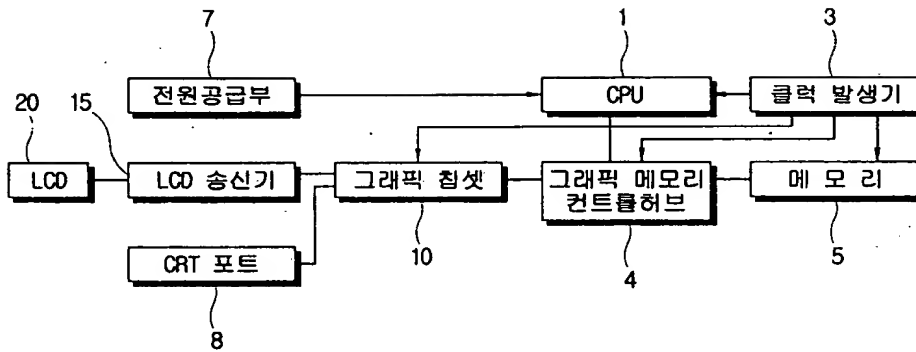 7
1
3
전원공급부
CPU
클럭 발생기
20
15
LCD
LCD 송신기
그래픽 칩셋
그래픽 메모리
컨트롤허브
메 모 리
10
4
5
CRT 포트
8